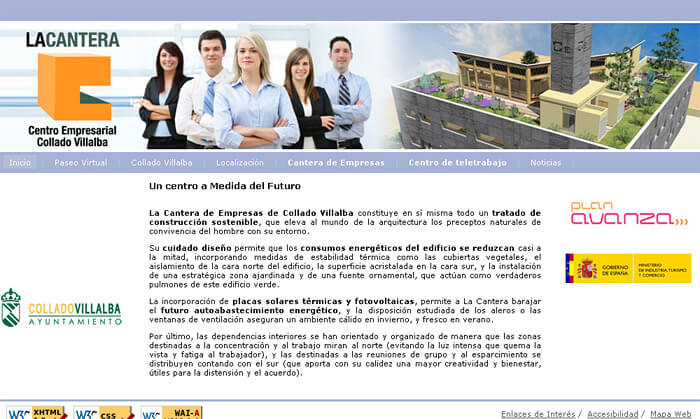 LACANTERA
Centro Empresarial
Collado Villalba
Inicio
Paseo Virtual
Collado Villalba
Localización
Cantera de Empresas
Centro de teletrabajo
Noticias
Un centro a Medida del Futuro
La Cantera de Empresas de Collado Villalba constituye en sí misma todo un tratado de
construcción sostenible, que eleva al mundo de la arquitectura los preceptos naturales de
convivencia del hombre con su entorno.
Su cuidado diseño permite que los consumos energéticos del edificio se reduzcan casi a
la mitad, incorporando medidas de estabilidad térmica como las cubiertas vegetales, el
aislamiento de la cara norte del edificio, la superficie acristalada en la cara sur, y la instalación
de una estratégica zona ajardinada y de una fuente ornamental, que actúan como verdaderos
pulmones de este edificio verde.
La incorporación de placas solares térmicas y fotovoltaicas, permite a La Cantera barajar
el futuro autoabastecimiento energético, y la disposición estudiada de los aleros o las
ventanas de ventilación aseguran un ambiente cálido en invierno, y fresco en verano.
Por último, las dependencias interiores se han orientado y organizado de manera que las zonas
destinadas a la concentración y al trabajo miran al norte (evitando la luz intensa que quema la
vista y fatiga al trabajador), y las destinadas a las reuniones de grupo y al esparcimiento se
distribuyen contando con el sur (que aporta con su calidez una mayor creatividad y bienestar,
útiles para la distensión y el acuerdo).
COLLADOVILLALBA
AYUNTAMIENTO
plan
avanza
GOBIERNO
DE ESPAÑA
MINISTERIO
DE INDUSTRIA, TURISMO
Y COMERCIO
W3C XHTML
W3C CSS
W3C WAI-A
Enlaces de Interés / Accesibilidad / Mapa Web